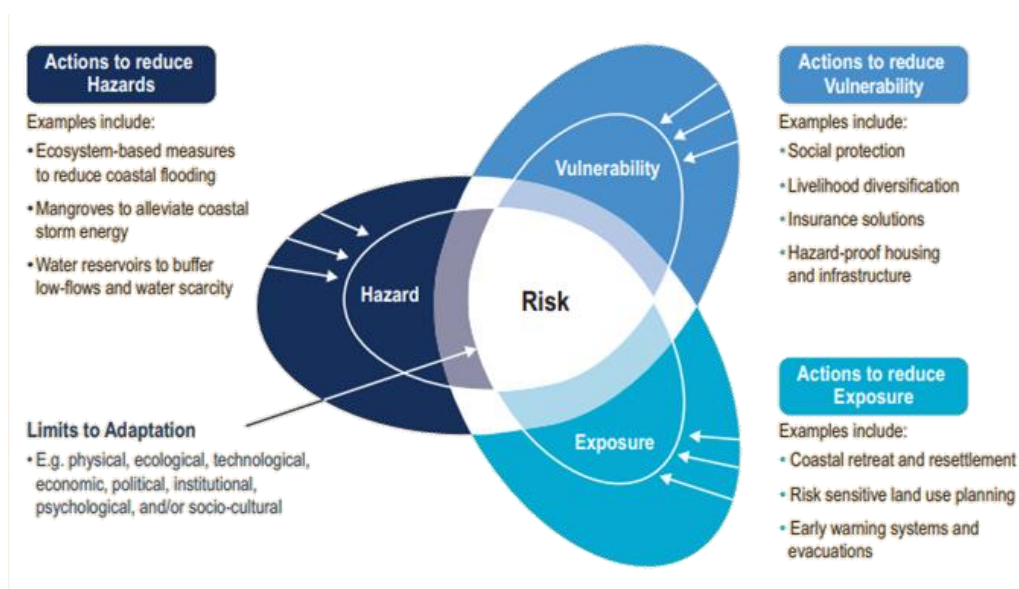 Actions to reduce
Hazards
Examples include:
• Ecosystem-based measures
to reduce coastal flooding
• Mangroves to alleviate coastal
storm energy
• Water reservoirs to buffer
low-flows and water scarcity
Limits to Adaptation
• E.g. physical, ecological, technological,
economic, political, institutional,
psychological, and/or socio-cultural
Hazard
Vulnerability
Risk
Exposure
Actions to reduce
Vulnerability
Examples include:
• Social protection
• Livelihood diversification
• Insurance solutions
• Hazard-proof housing
and infrastructure
Actions to reduce
Exposure
Examples include:
• Coastal retreat and resettlement
• Risk sensitive land use planning
• Early warning systems and
evacuations